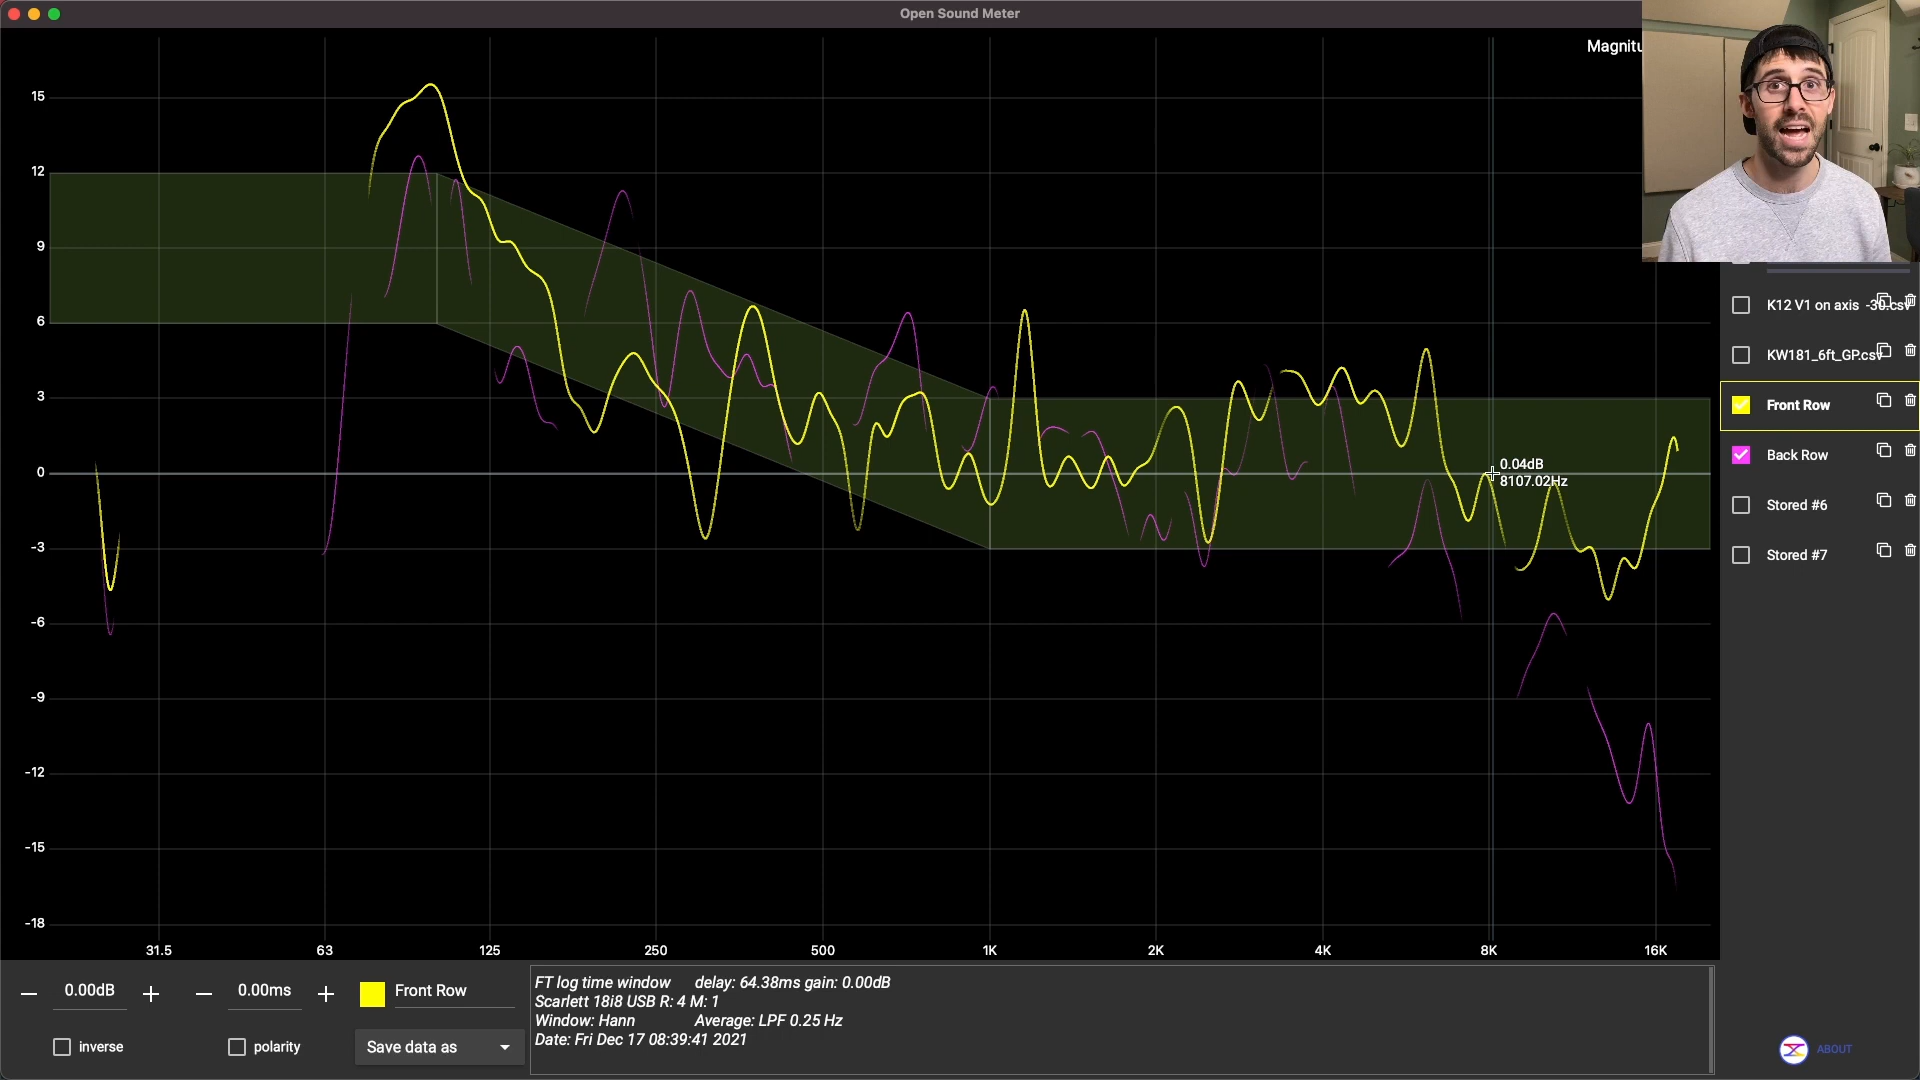 Open Sound Meter
Magnitu
15
12
9
6
3
0
-3
-6
-9
-12
-15
-18
31.5 63 125 250 500 1K 2K 4K 8K 16K
0.04dB
8107.02Hz
K12 V1 on axis -30.csv
KW181_6ft_GP.csv
Front Row
Back Row
Stored #6
Stored #7
0.00dB 0.00ms Front Row
inverse polarity Save data as
FT log time window delay: 64.38ms gain: 0.00dB
Scarlett 18i8 USB R: 4 M: 1
Window: Hann Average: LPF 0.25 Hz
Date: Fri Dec 17 08:39:41 2021
ABOUT